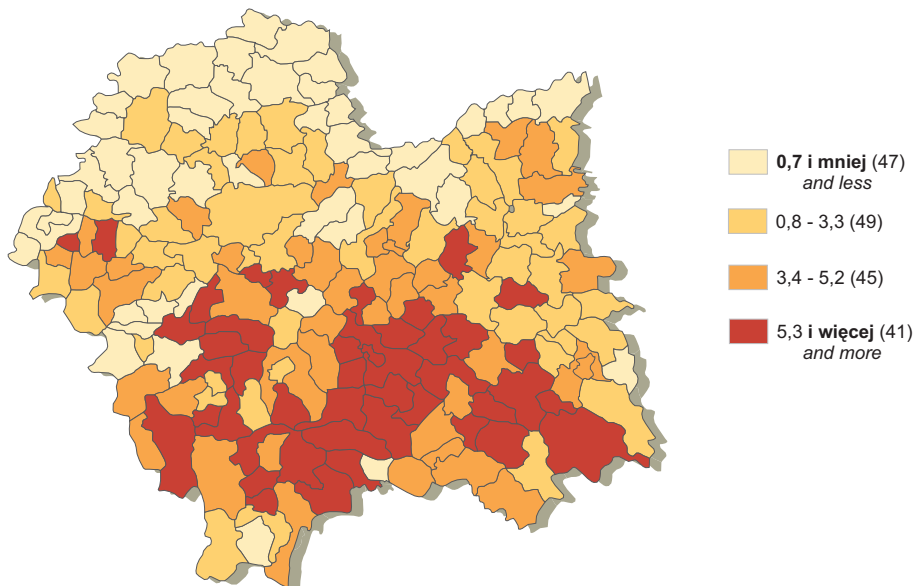 0,7 i mniej (47)
and less
0,8 - 3,3 (49)
3,4 - 5,2 (45)
5,3 i więcej (41)
and more